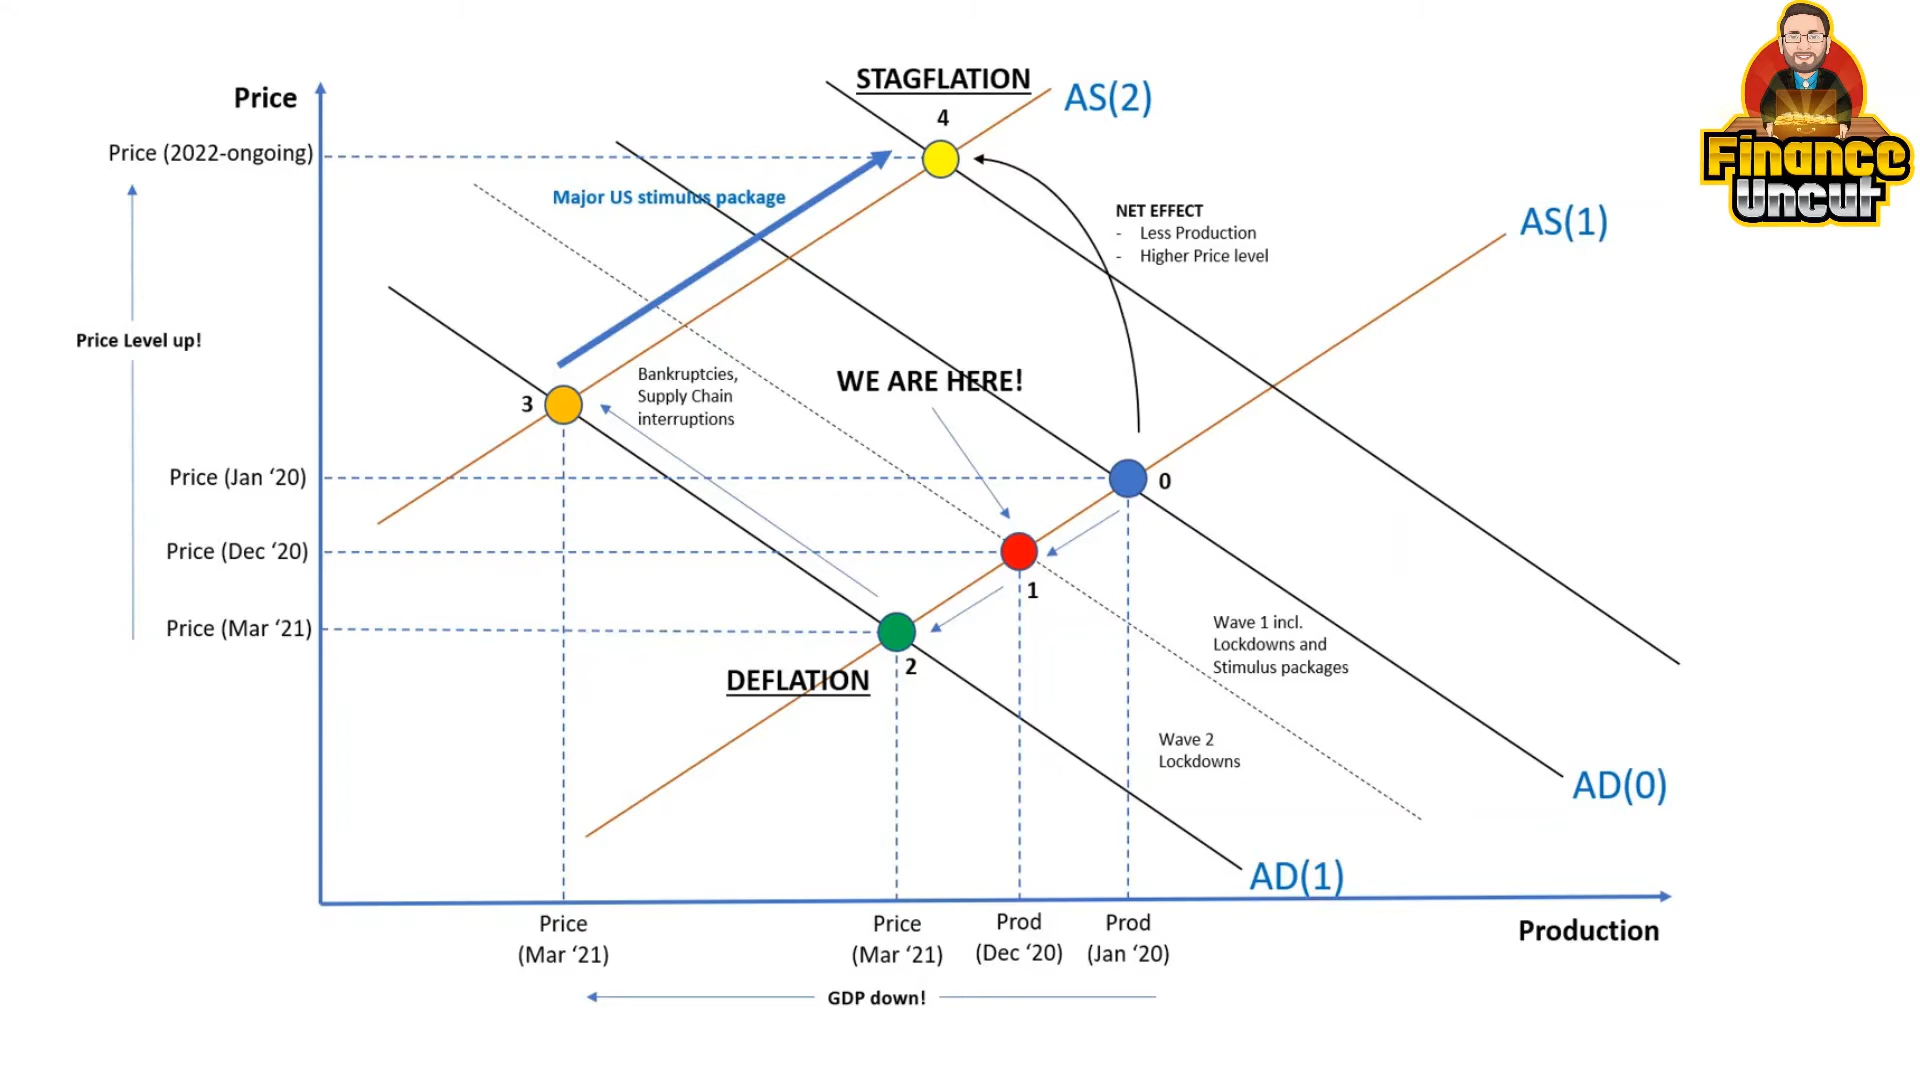 STAGFLATION
4
AS(2)
Price
Price (2022-ongoing)
Major US stimulus package
Finance
Uncut
NET EFFECT
- Less Production
- Higher Price level
AS(1)
Price Level up!
Bankruptcies,
Supply Chain
interruptions
WE ARE HERE!
3
Price (Jan ‘20)
0
Price (Dec ‘20)
1
Price (Mar ‘21)
2
DEFLATION
Wave 1 incl.
Lockdowns and
Stimulus packages
Wave 2
Lockdowns
AD(0)
AD(1)
Price
(Mar ‘21)
Price
(Mar ‘21)
Prod
(Dec ‘20)
Prod
(Jan ‘20)
Production
GDP down!